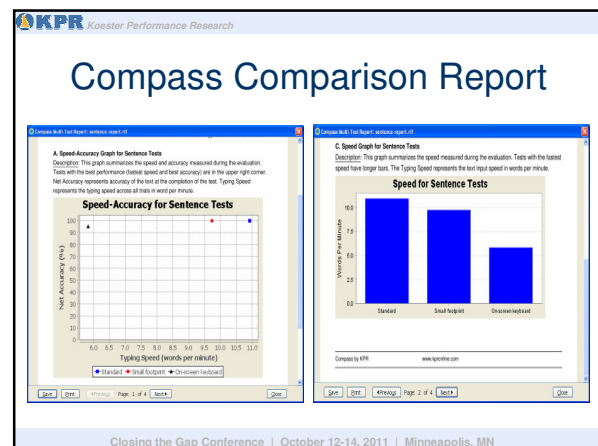 KPR Koester Performance Research
Compass Comparison Report
Compass Multi Test Report: sentence-report.rtf
A. Speed-Accuracy Graph for Sentence Tests
Description: This graph summarizes the speed and accuracy measured during the evaluation.
Tests with the best performance (fastest speed and best accuracy) are in the upper right corner.
Net Accuracy represents accuracy of the text at the completion of the test. Typing Speed
represents the typing speed across all trials in word per minute.
Speed-Accuracy for Sentence Tests
Net Accuracy (%)
100
90
80
70
60
50
40
30
20
10
0
6.0 6.5 7.0 7.5 8.0 8.5 9.0 9.5 10.0 10.5 11.0
Typing Speed (words per minute)
Standard Small footprint On-screen keyboard
Save Print Previous Page: 1 of 4 Next Close
Compass Multi Test Report: sentence-report.rtf
C. Speed Graph for Sentence Tests
Description: This graph summarizes the speed measured during the evaluation. Tests with the fastest
speed have longer bars. The Typing Speed represents the text input speed in words per minute.
Speed for Sentence Tests
Words Per Minute
10.0
7.5
5.0
2.5
0.0
Standard Small footprint On-screen keyboard
Compass by KPR www.kpronline.com
Save Print Previous Page: 2 of 4 Next Close
Closing the Gap Conference | October 12-14, 2011 | Minneapolis, MN